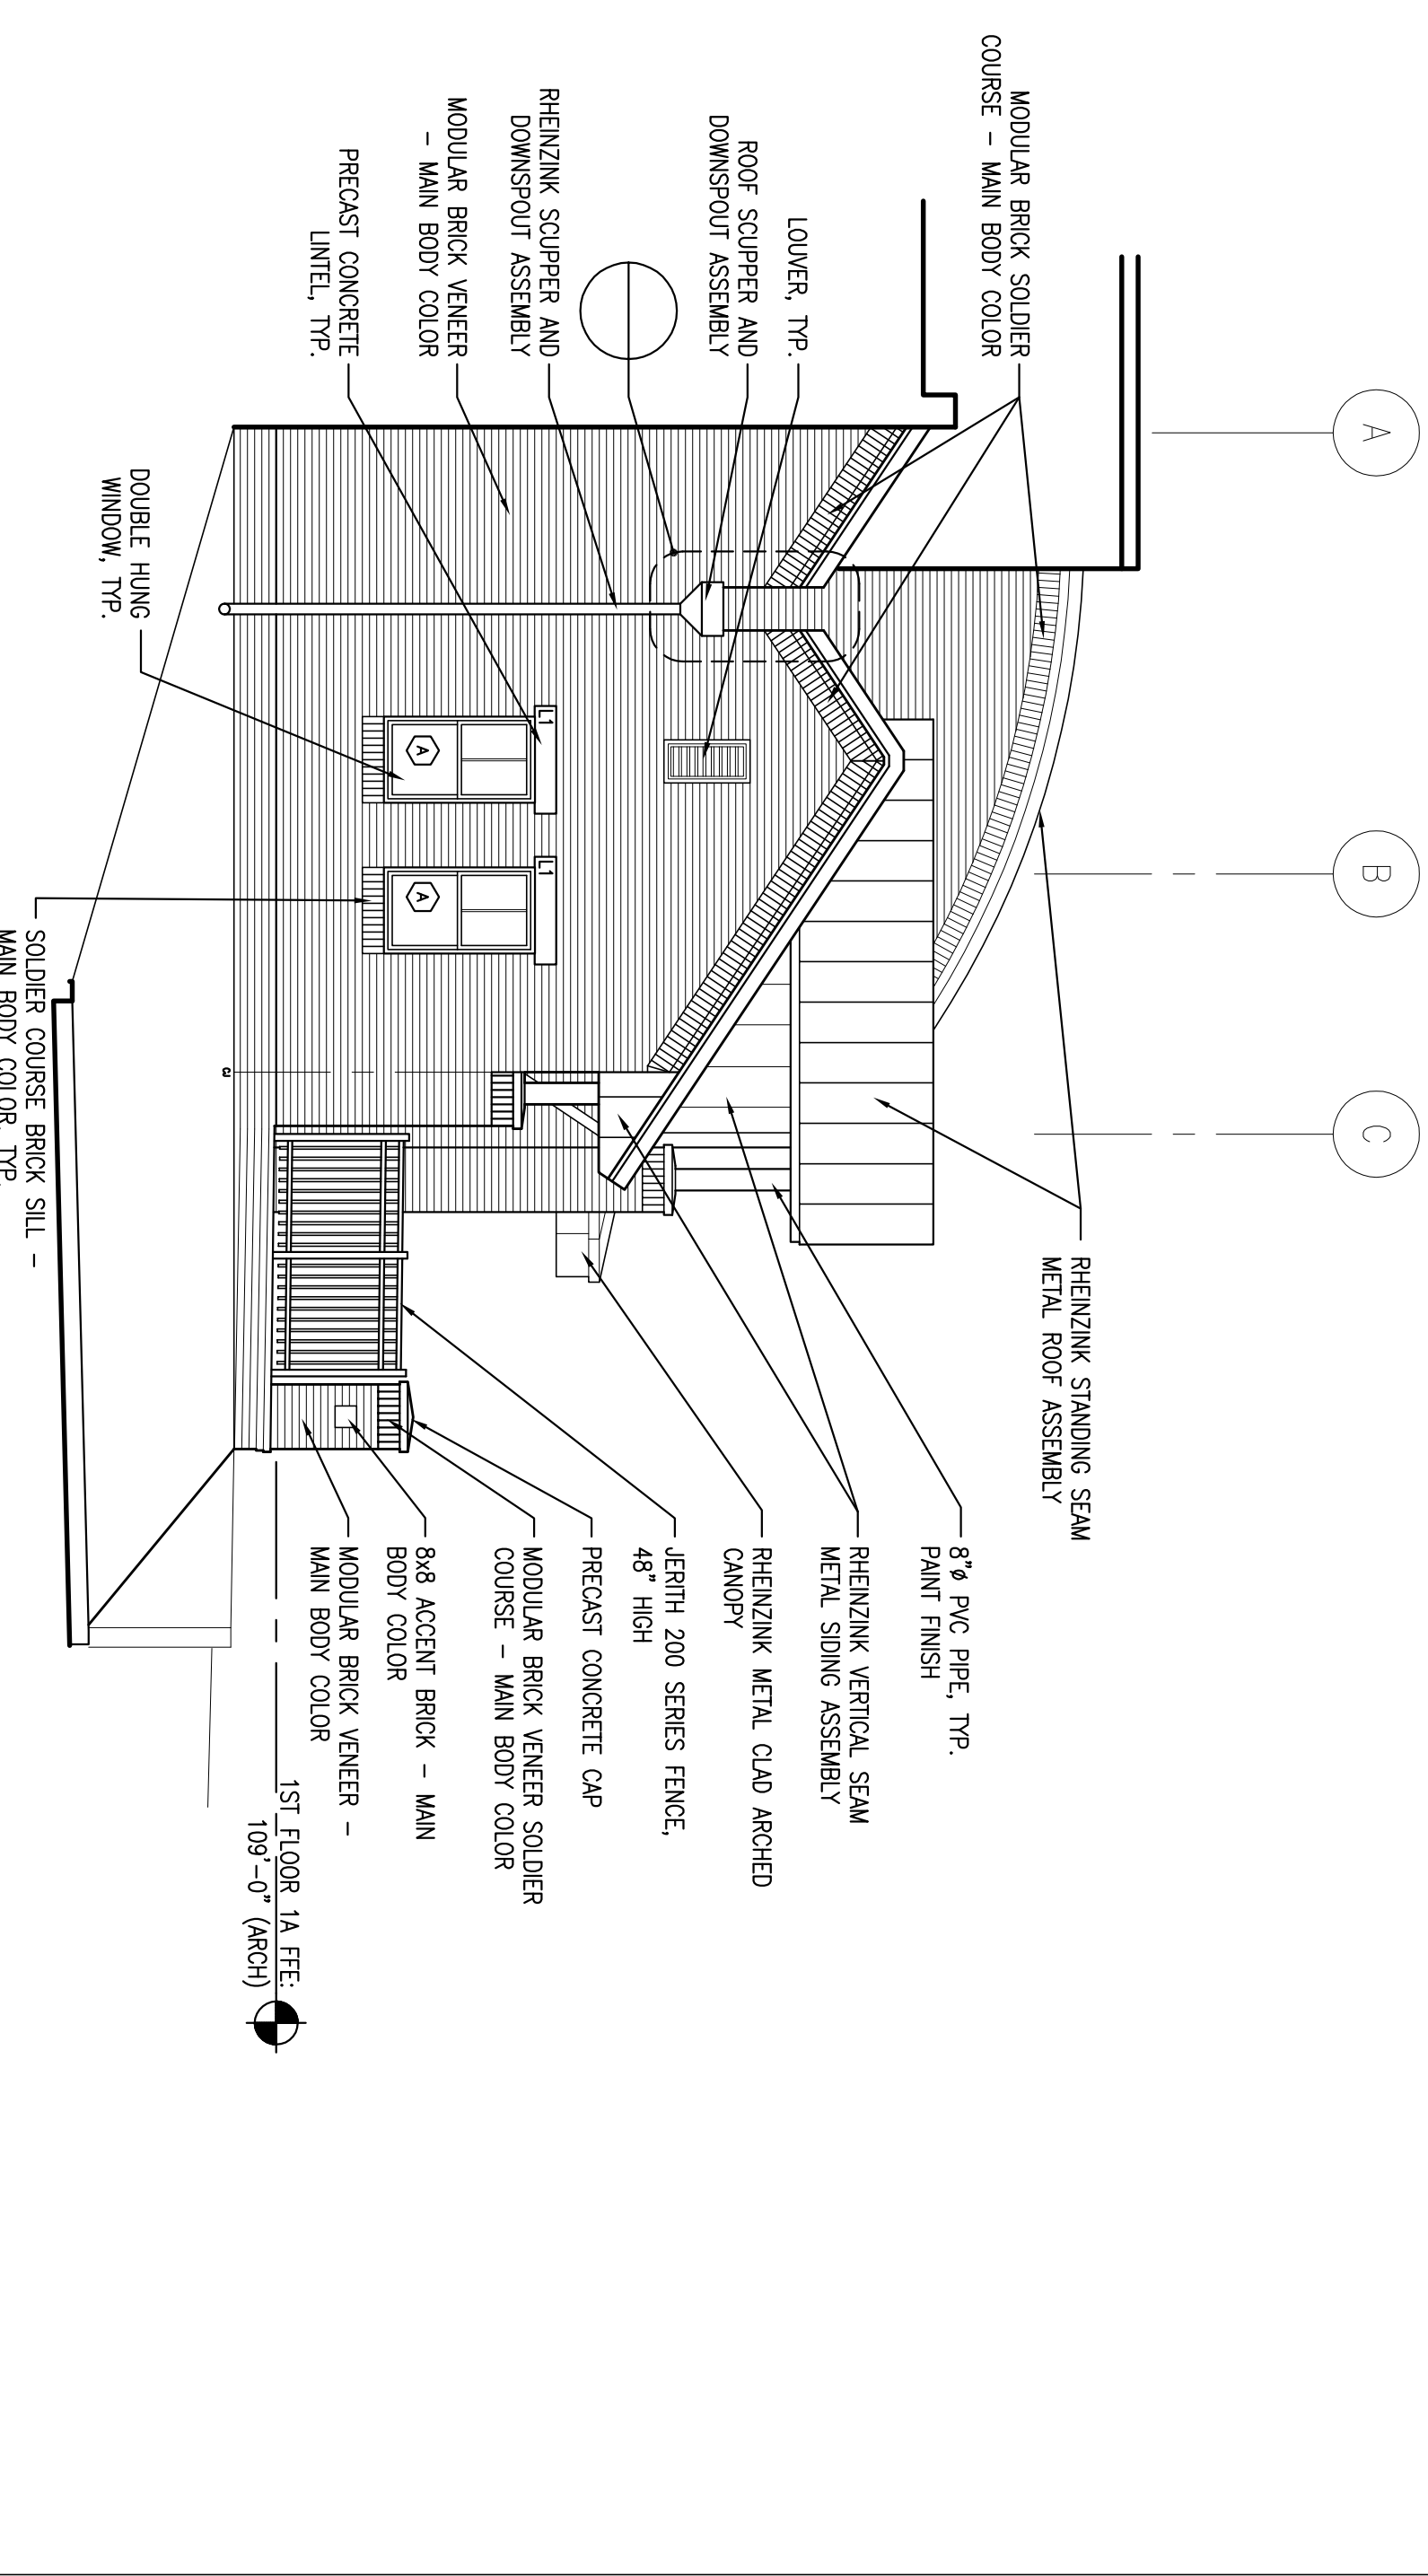 A
B
C
MODULAR BRICK SOLDIER
COURSE – MAIN BODY COLOR
LOUVER, TYP.
ROOF SCUPPER AND
DOWNSPOUT ASSEMBLY
RHEINZINK SCUPPER AND
DOWNSPOUT ASSEMBLY
MODULAR BRICK VENEER
– MAIN BODY COLOR
PRECAST CONCRETE
LINTEL, TYP.
DOUBLE HUNG
WINDOW, TYP.
L1
A
L1
A
CJ
SOLDIER COURSE BRICK SILL –
MAIN BODY COLOR, TYP.
RHEINZINK STANDING SEAM
METAL ROOF ASSEMBLY
8"ø PVC PIPE, TYP.
PAINT FINISH
RHEINZINK VERTICAL SEAM
METAL SIDING ASSEMBLY
RHEINZINK METAL CLAD ARCHED
CANOPY
JERITH 200 SERIES FENCE,
48" HIGH
PRECAST CONCRETE CAP
MODULAR BRICK VENEER SOLDIER
COURSE – MAIN BODY COLOR
8x8 ACCENT BRICK – MAIN
BODY COLOR
MODULAR BRICK VENEER –
MAIN BODY COLOR
1ST FLOOR 1A FFE:
109'-0" (ARCH)